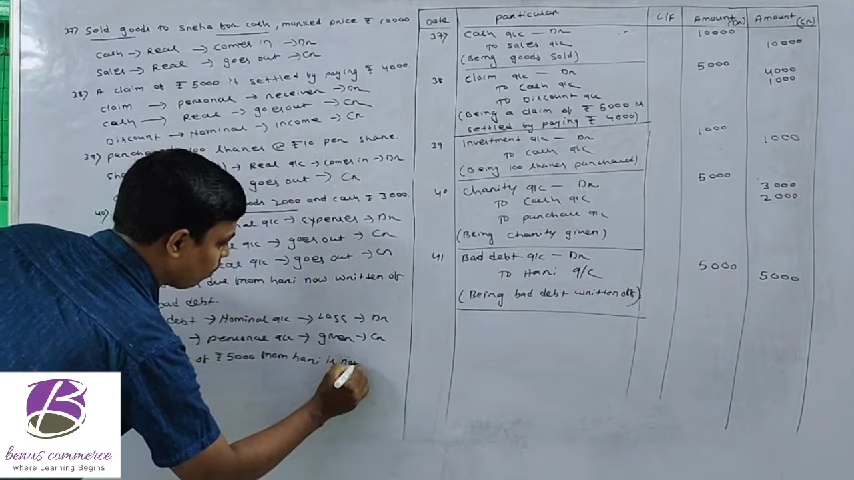 37) Sold goods to Sneha for cash, marked price ₹ 10000
cash → Real → comes in → Dr
Sales → Real → goes out → Cr
38) A claim of ₹ 5000 is settled by paying ₹ 4000.
claim → personal → receiver → Dr
cash → Real → goes out → Cr
Discount → Nominal → Income → Cr
39) purchased 100 shares @ ₹10 per share.
Real a/c → comes in → Dr
goes out → Cr
40)
goods 2000 and cash ₹ 3000.
a/c → expenses → Dr
a/c → goes out → Cr
a/c → goes out → Cr
due from hari now written of
bad debt.
debt → Nominal a/c → Loss → Dr
→ personal a/c → given → Cr
of ₹ 5000 from hari is
Date particular L/F Amount (Dr) Amount (Cr)
37) cash a/c — Dr 10000
To sales a/c 10000
(Being goods sold)
38 claim a/c — Dr 5000
To cash a/c 4000
To Discount a/c 1000
(Being a claim of ₹ 5000 is
settled by paying ₹ 4000)
39 investment a/c — Dr 1000
To cash a/c 1000
(Being 100 shares purchased)
40 charity a/c — Dr 5000
To cash a/c 3000
To purchase a/c 2000
(Being charity given)
41 Bad debt a/c — Dr 5000
To Hari a/c 5000
(Being bad debt written off)
B
benus commerce
where Learning Begins